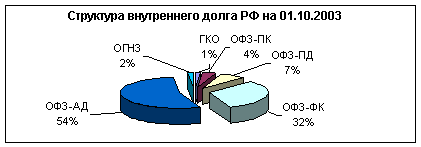 Структура внутреннего долга РФ на 01.10.2003
ГКО
1%
ОФЗ-ПК
4%
ОФЗ-ПД
7%
ОФЗ-ФК
32%
ОФЗ-АД
54%
ОГНЗ
2%